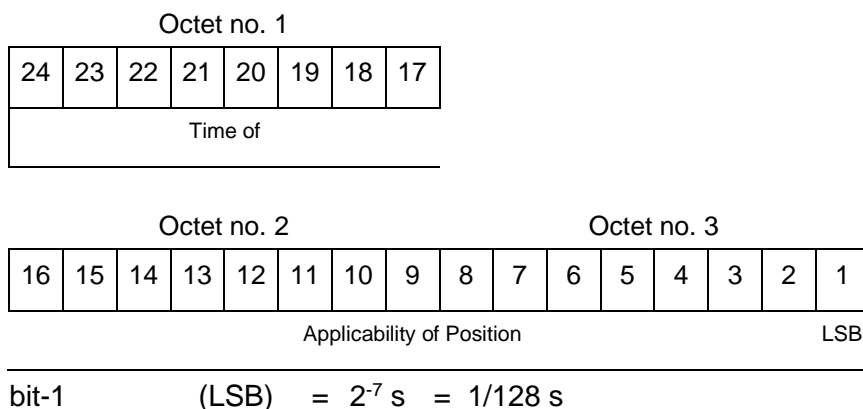 Octet no. 1
24 23 22 21 20 19 18 17
Time of
Octet no. 2 Octet no. 3
16 15 14 13 12 11 10 9 8 7 6 5 4 3 2 1
Applicability of Position LSB
bit-1 (LSB) = 2⁻⁷ s = 1/128 s